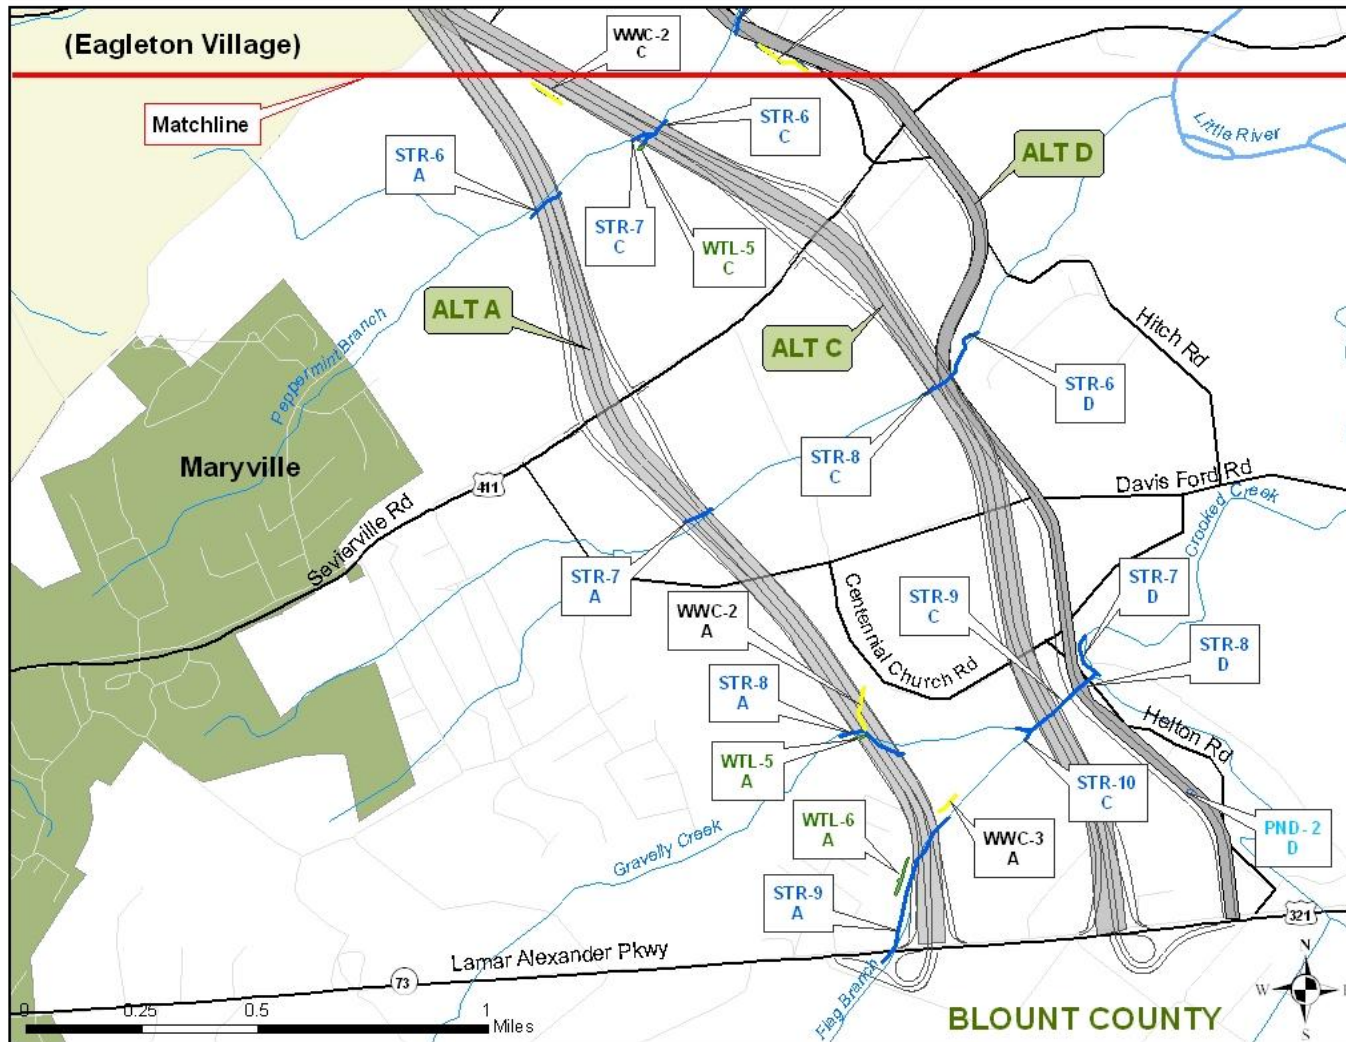 (Eagleton Village)
WWC-2
C
Matchline
STR-6
C
Little River
ALT D
STR-6
A
STR-7
C
WTL-5
C
ALT A
Peppermint Branch
ALT C
Hitch Rd
STR-6
D
Maryville
STR-8
C
411
Davis Ford Rd
Sevierville Rd
Crooked Creek
STR-7
A
STR-7
D
WWC-2
A
Centennial Church Rd
STR-9
C
STR-8
D
STR-8
A
Helton Rd
WTL-5
A
STR-10
C
WTL-6
A
WWC-3
A
PND-2
D
Gravelly Creek
STR-9
A
321
Lamar Alexander Pkwy
73
Flag Branch
N
W
E
S
BLOUNT COUNTY
0 0.25 0.5 1
Miles